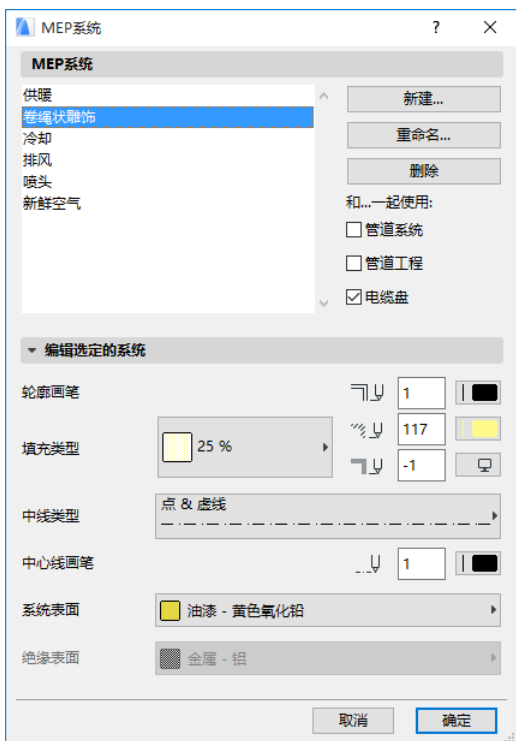 MEP系统
MEP系统
供暖
卷绳状雕饰
冷却
排风
喷头
新鲜空气
新建...
重命名...
删除
和...一起使用:
管道系统
管道工程
电缆盘
编辑选定的系统
轮廓画笔
1
填充类型
25 %
117
-1
中线类型
点 & 虚线
中心线画笔
1
系统表面
油漆 - 黄色氧化铅
绝缘表面
金属 - 铝
取消
确定